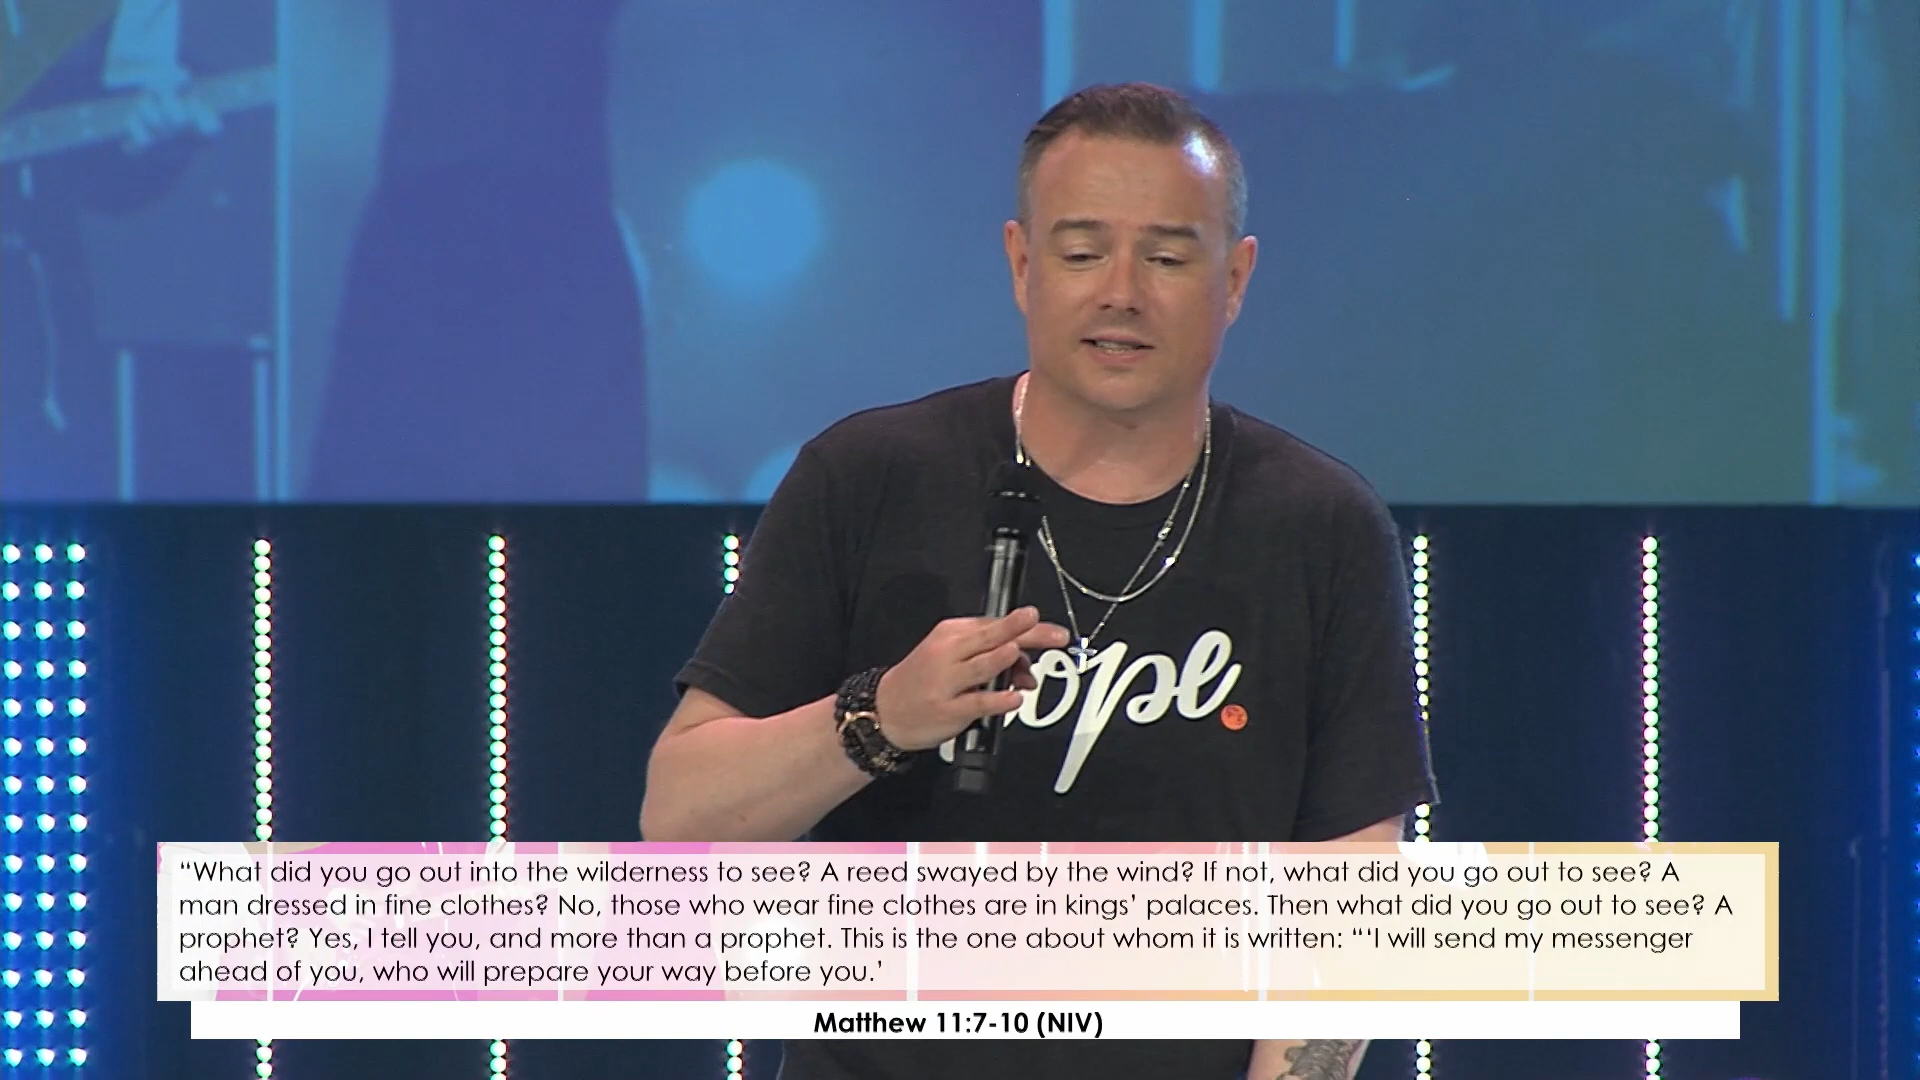 ope.
“What did you go out into the wilderness to see? A reed swayed by the wind? If not, what did you go out to see? A
man dressed in fine clothes? No, those who wear fine clothes are in kings’ palaces. Then what did you go out to see? A
prophet? Yes, I tell you, and more than a prophet. This is the one about whom it is written: “‘I will send my messenger
ahead of you, who will prepare your way before you.’
Matthew 11:7-10 (NIV)